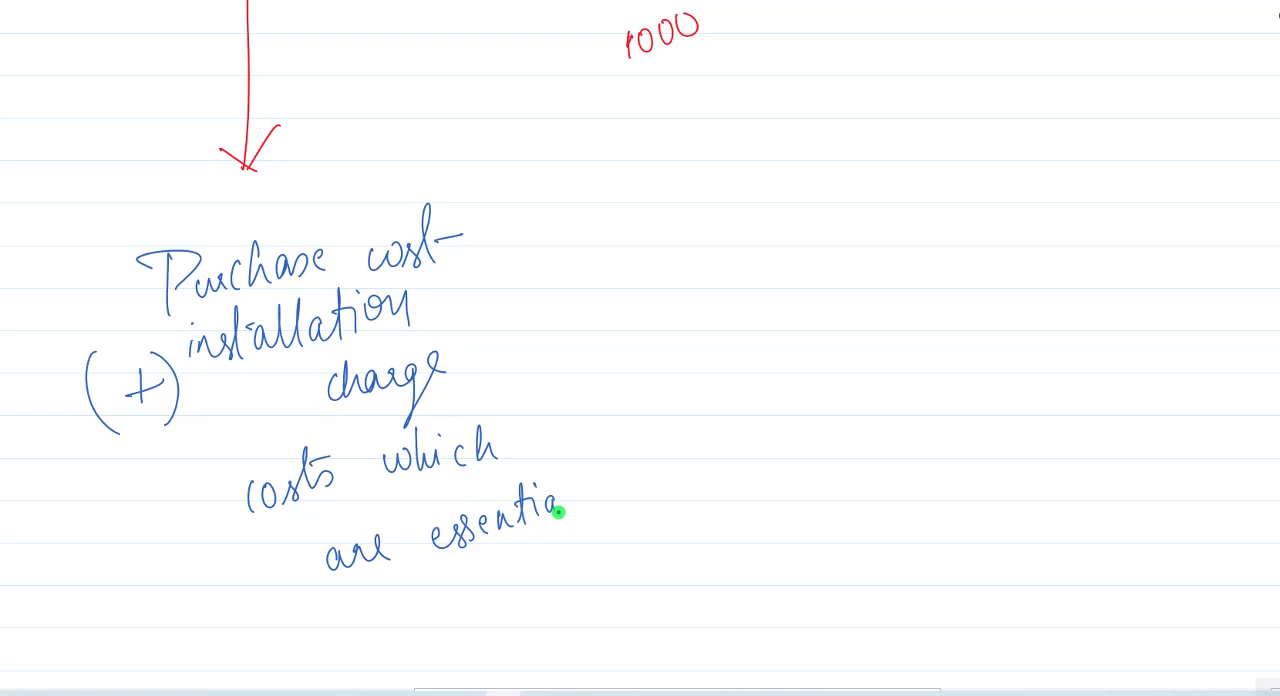 1000
Purchase cost
installation
(+)
charge
costs which
are essentia